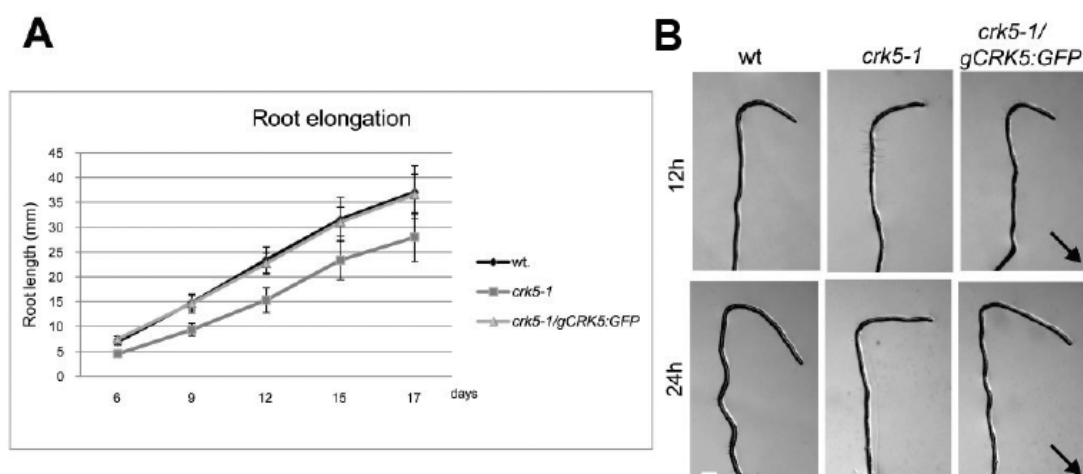 A
Root elongation
Root length (mm)
45
40
35
30
25
20
15
10
5
0
6 9 12 15 17 days
wt.
crk5-1
crk5-1/gCRK5:GFP
B
wt crk5-1 crk5-1/
gCRK5:GFP
12h
24h